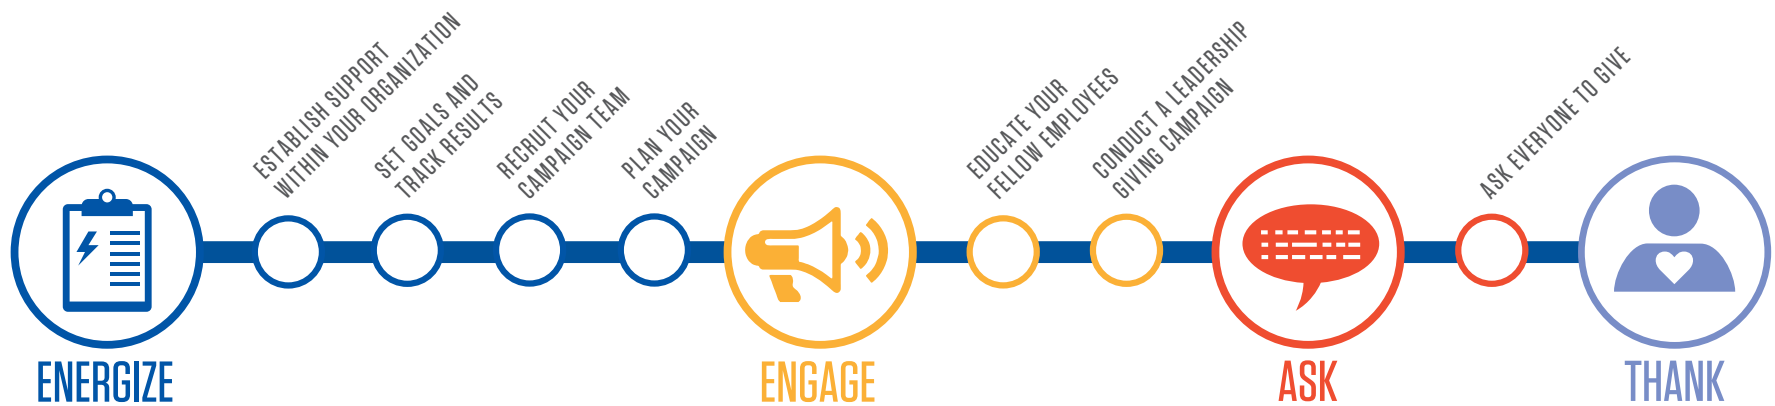 ESTABLISH SUPPORT
WITHIN YOUR ORGANIZATION
SET GOALS AND
TRACK RESULTS
RECRUIT YOUR
CAMPAIGN TEAM
PLAN YOUR
CAMPAIGN
EDUCATE YOUR
FELLOW EMPLOYEES
CONDUCT A LEADERSHIP
GIVING CAMPAIGN
ASK EVERYONE TO GIVE
ENERGIZE
ENGAGE
ASK
THANK